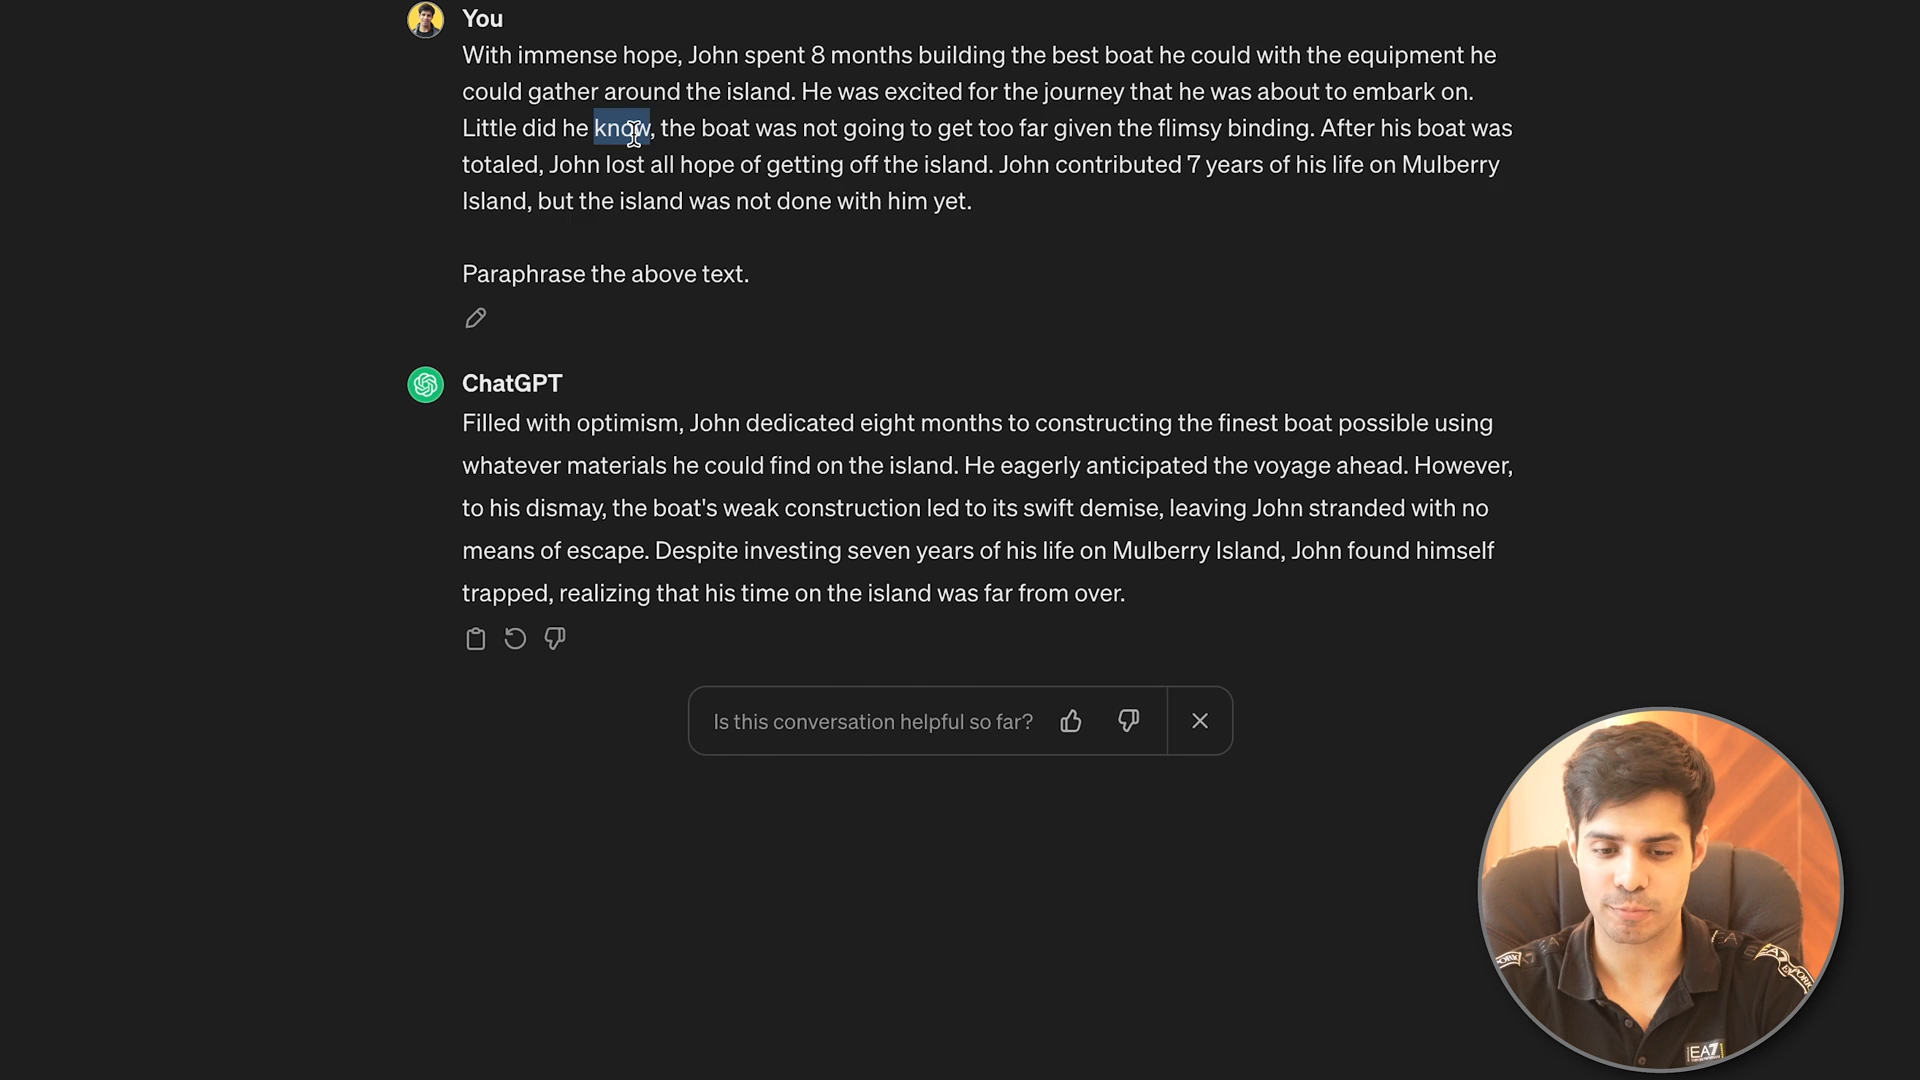 You
With immense hope, John spent 8 months building the best boat he could with the equipment he
could gather around the island. He was excited for the journey that he was about to embark on.
Little did he know, the boat was not going to get too far given the flimsy binding. After his boat was
totaled, John lost all hope of getting off the island. John contributed 7 years of his life on Mulberry
Island, but the island was not done with him yet.
Paraphrase the above text.
ChatGPT
Filled with optimism, John dedicated eight months to constructing the finest boat possible using
whatever materials he could find on the island. He eagerly anticipated the voyage ahead. However,
to his dismay, the boat's weak construction led to its swift demise, leaving John stranded with no
means of escape. Despite investing seven years of his life on Mulberry Island, John found himself
trapped, realizing that his time on the island was far from over.
Is this conversation helpful so far?
EA7